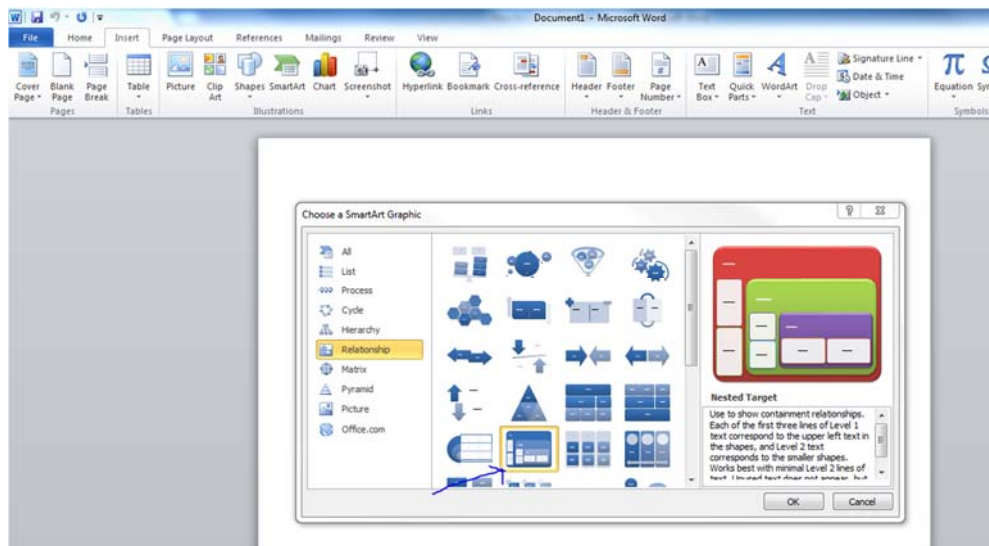 Document1 - Microsoft Word
File Home Insert Page Layout References Mailings Review View
Cover Page Blank Page Page Break Table Picture Clip Art Shapes SmartArt Chart Screenshot Hyperlink Bookmark Cross-reference Header Footer Page Number Text Box Quick Parts WordArt Drop Cap Signature Line Date & Time Object Equation
Pages Tables Illustrations Links Header & Footer Text Symbols
Choose a SmartArt Graphic
All
List
Process
Cycle
Hierarchy
Relationship
Matrix
Pyramid
Picture
Office.com
Nested Target
Use to show containment relationships.
Each of the first three lines of Level 1
text correspond to the upper left text in
the shapes, and Level 2 text
corresponds to the smaller shapes.
Works best with minimal Level 2 lines of
OK Cancel